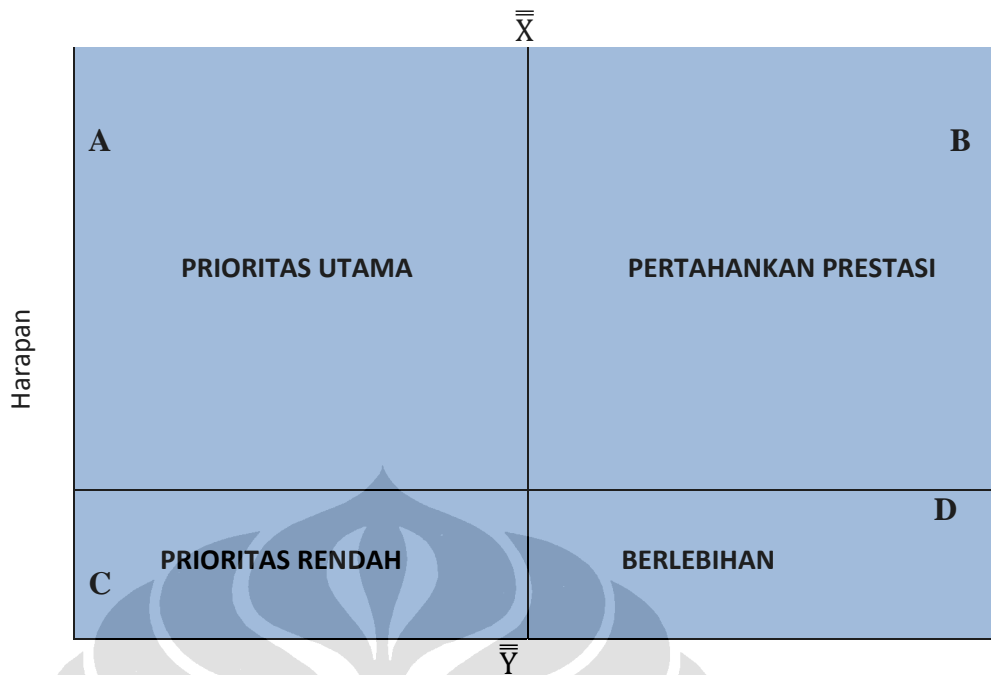 X̿
A
B
PRIORITAS UTAMA
PERTAHANKAN PRESTASI
Harapan
D
PRIORITAS RENDAH
BERLEBIHAN
C
Y̿